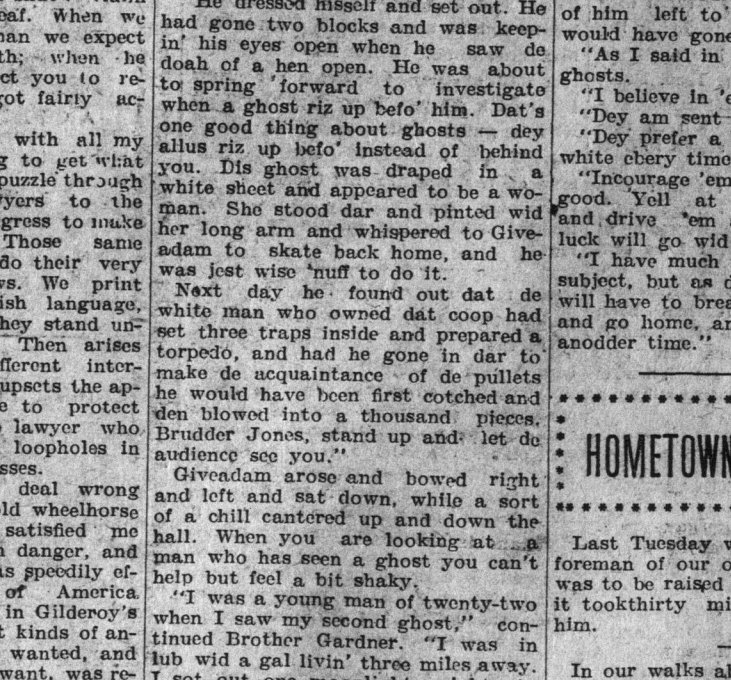 eaf. When we
an we expect
th; when he
ct you to re-
got fairly ac-
with all my
g to get what
puzzle through
yers to the
gress to make
Those same
do their very
ws. We print
ish language,
hey stand un-
Then arises
fferent inter-
upsets the ap-
e to protect
lawyer who
loopholes in
sses.
deal wrong
old wheelhorse
satisfied me
n danger, and
as speedily ef-
of America
in Gilderoy's
t kinds of an-
wanted, and
want, was re-
He dressed hisself and set out. He
had gone two blocks and was keep-
in' his eyes open when he saw de
doah of a hen open. He was about
to spring forward to investigate
when a ghost riz up befo' him. Dat's
one good thing about ghosts — dey
allus riz up befo' instead of behind
you. Dis ghost was draped in a
white sheet and appeared to be a wo-
man. She stood dar and pinted wid
her long arm and whispered to Give-
adam to skate back home, and he
was jest wise 'nuff to do it.
Next day he found out dat de
white man who owned dat coop had
set three traps inside and prepared a
torpedo, and had he gone in dar to
make de acquaintance of de pullets
he would have been first cotched and
den blowed into a thousand pieces.
Brudder Jones, stand up and let de
audience see you."
Giveadam arose and bowed right
and left and sat down, while a sort
of a chill cantered up and down the
hall. When you are looking at a
man who has seen a ghost you can't
help but feel a bit shaky.
"I was a young man of twenty-two
when I saw my second ghost," con-
tinued Brother Gardner. "I was in
lub wid a gal livin' three miles away.
I set out one
of him left to
would have gone
"As I said in
ghosts.
"I believe in 'e
"Dey am sent
"Dey prefer a
white ebery time
"Incourage 'em
good. Yell at
and drive 'em
luck will go wid
"I have much
subject, but as d
will have to brea
and go home, an
anodder time."
HOMETOWN
Last Tuesday w
foreman of our o
was to be raised
it tookthirty mi
him.
In our walks ab